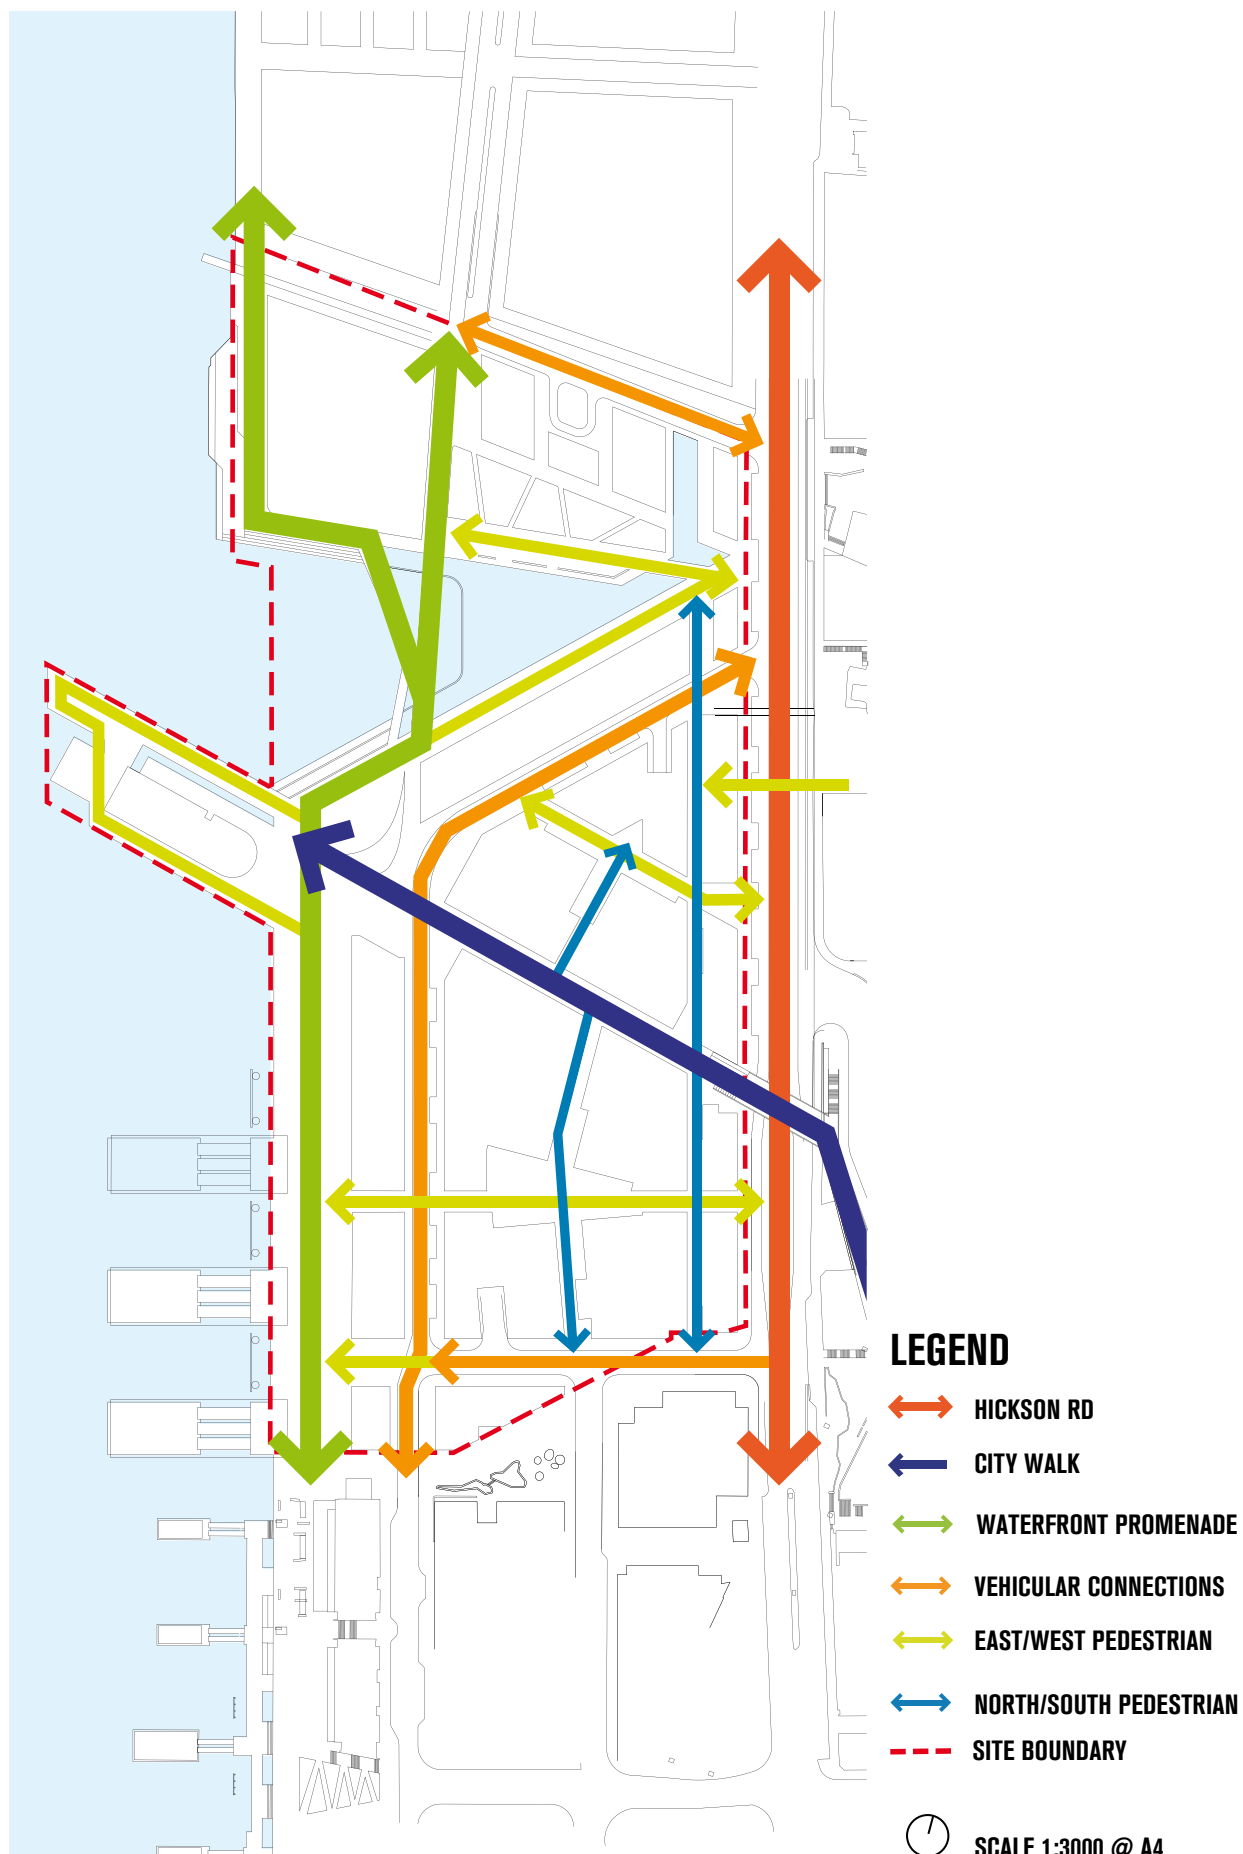 LEGEND
HICKSON RD
CITY WALK
WATERFRONT PROMENADE
VEHICULAR CONNECTIONS
EAST/WEST PEDESTRIAN
NORTH/SOUTH PEDESTRIAN
SITE BOUNDARY
SCALE 1:3000 @ A4